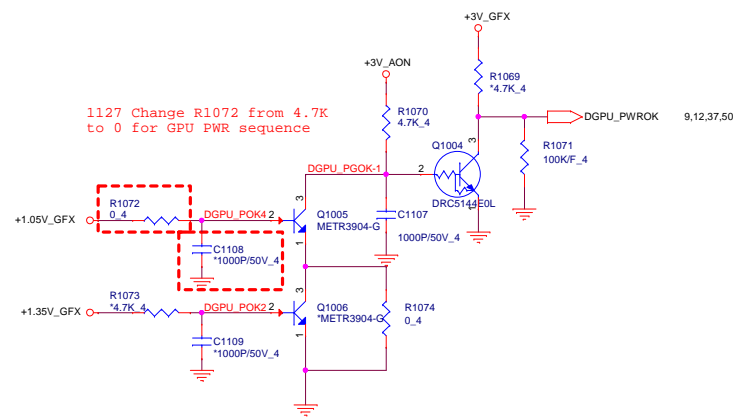 +3V_GFX
+3V_AON
R1069
*4.7K_4
1127 Change R1072 from 4.7K
to 0 for GPU PWR sequence
R1070
4.7K_4
DGPU_PWROK 9,12,37,50
3
Q1004
R1071
100K/F_4
DGPU_PGOK-1
2
1
DRC5144E0L
R1072
0_4
3
+1.05V_GFX
DGPU_POK4
2
Q1005
METR3904-G
C1107
1000P/50V_4
1
C1108
*1000P/50V_4
R1073
*4.7K_4
3
+1.35V_GFX
DGPU_POK2
2
Q1006
*METR3904-G
R1074
0_4
1
C1109
*1000P/50V_4